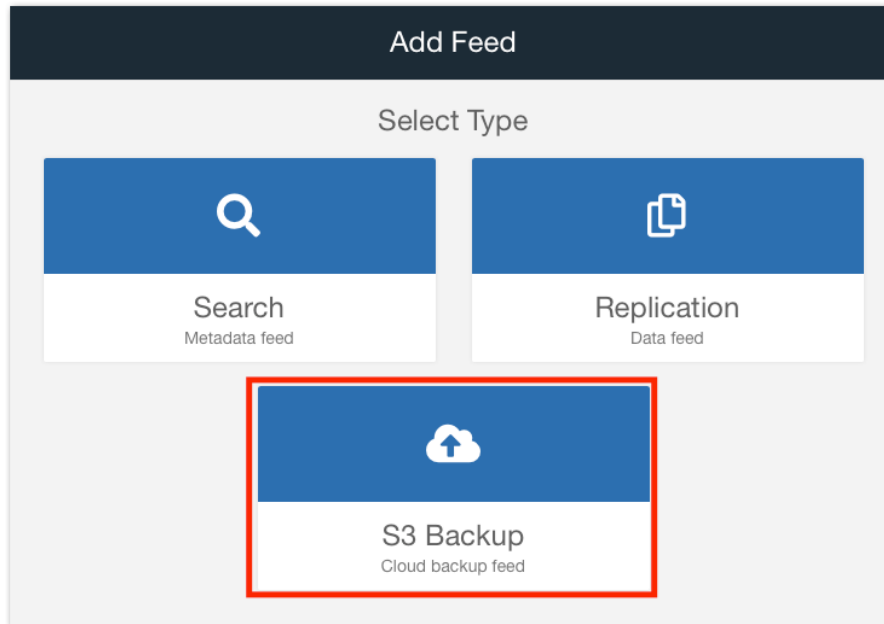 Add Feed
Select Type
Search
Metadata feed
Replication
Data feed
S3 Backup
Cloud backup feed